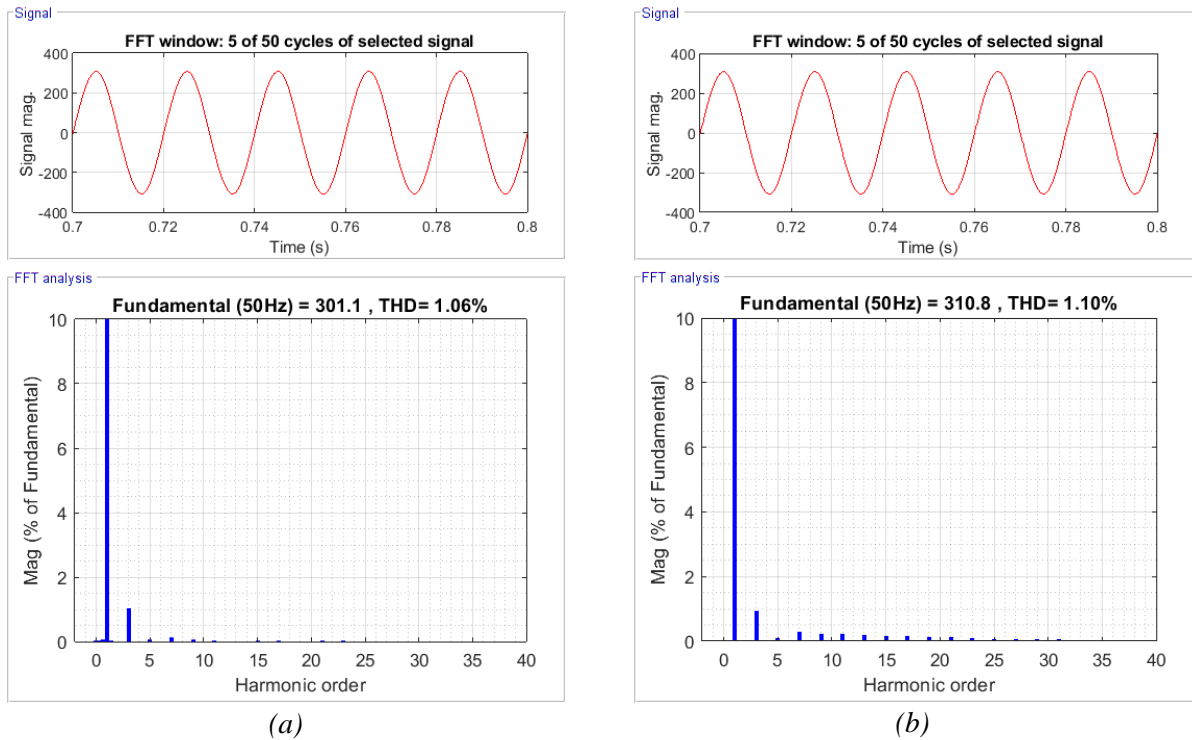 Signal
FFT window: 5 of 50 cycles of selected signal
Signal mag.
400
200
0
-200
-400
0.7 0.72 0.74 0.76 0.78 0.8
Time (s)
FFT analysis
Fundamental (50Hz) = 301.1 , THD= 1.06%
Mag (% of Fundamental)
10
8
6
4
2
0
0 5 10 15 20 25 30 35 40
Harmonic order
(a)
Signal
FFT window: 5 of 50 cycles of selected signal
Signal mag.
400
200
0
-200
-400
0.7 0.72 0.74 0.76 0.78 0.8
Time (s)
FFT analysis
Fundamental (50Hz) = 310.8 , THD= 1.10%
Mag (% of Fundamental)
10
8
6
4
2
0
0 5 10 15 20 25 30 35 40
Harmonic order
(b)